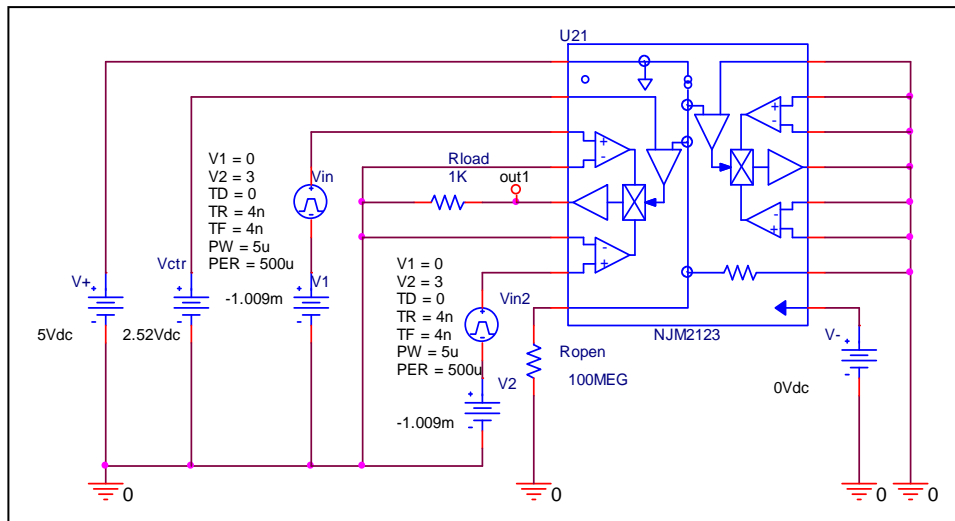 U21
V1 = 0
V2 = 3
TD = 0
TR = 4n
TF = 4n
PW = 5u
PER = 500u
Vin
Rload
1K
out1
+
-
+
-
+
-
-
+
V+
5Vdc
Vctr
2.52Vdc
V1
-1.009m
V1 = 0
V2 = 3
TD = 0
TR = 4n
TF = 4n
PW = 5u
PER = 500u
Vin2
V2
-1.009m
Ropen
100MEG
NJM2123
V-
0Vdc
0
0
0
0